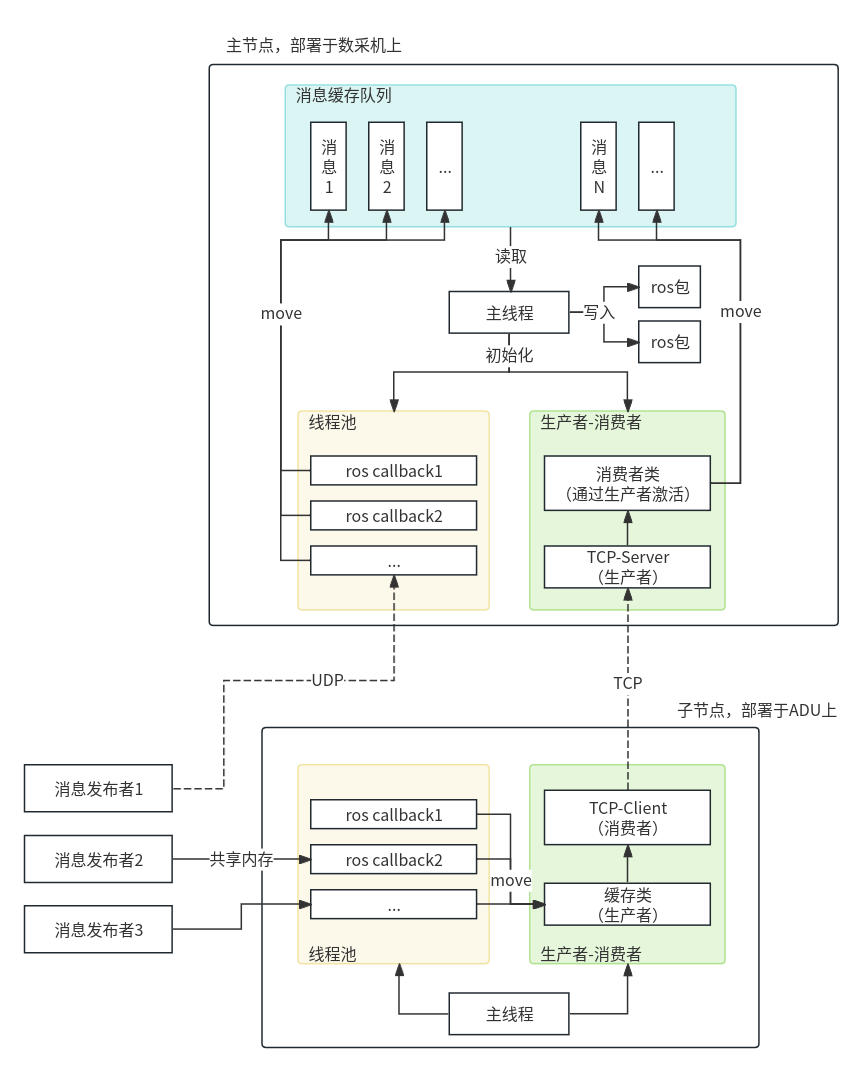 主节点，部署于数采机上
消息缓存队列
消
息
1
消
息
2
...
消
息
N
...
读取
move
主线程
写入
ros包
ros包
move
初始化
线程池
ros callback1
ros callback2
...
生产者-消费者
消费者类
（通过生产者激活）
TCP-Server
（生产者）
UDP
TCP
子节点，部署于ADU上
消息发布者1
消息发布者2
消息发布者3
共享内存
ros callback1
ros callback2
...
线程池
move
TCP-Client
（消费者）
缓存类
（生产者）
生产者-消费者
主线程